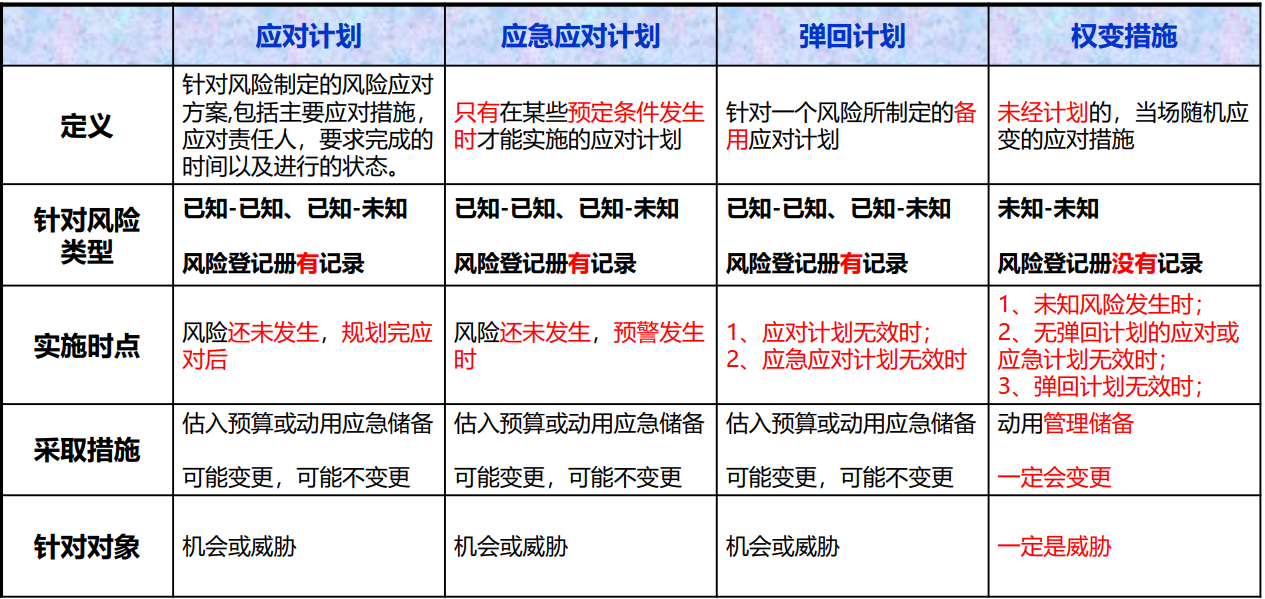 应对计划
应急应对计划
弹回计划
权变措施
定义
针对风险制定的风险应对
方案,包括主要应对措施，
应对责任人，要求完成的
时间以及进行的状态。
只有在某些预定条件发生
时才能实施的应对计划
针对一个风险所制定的备
用应对计划
未经计划的，当场随机应
变的应对措施
针对风险
类型
已知-已知、已知-未知
风险登记册有记录
已知-已知、已知-未知
风险登记册有记录
已知-已知、已知-未知
风险登记册有记录
未知-未知
风险登记册没有记录
实施时点
风险还未发生，规划完应
对后
风险还未发生，预警发生
时
1、应对计划无效时；
2、应急应对计划无效时
1、未知风险发生时；
2、无弹回计划的应对或
应急计划无效时；
3、弹回计划无效时；
采取措施
估入预算或动用应急储备
可能变更，可能不变更
估入预算或动用应急储备
可能变更，可能不变更
估入预算或动用应急储备
可能变更，可能不变更
动用管理储备
一定会变更
针对对象
机会或威胁
机会或威胁
机会或威胁
一定是威胁